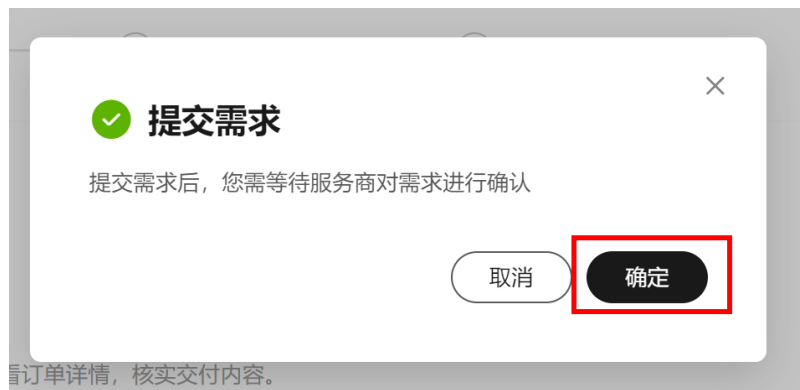 提交需求
提交需求后，您需等待服务商对需求进行确认
取消
确定
看订单详情，核实交付内容。